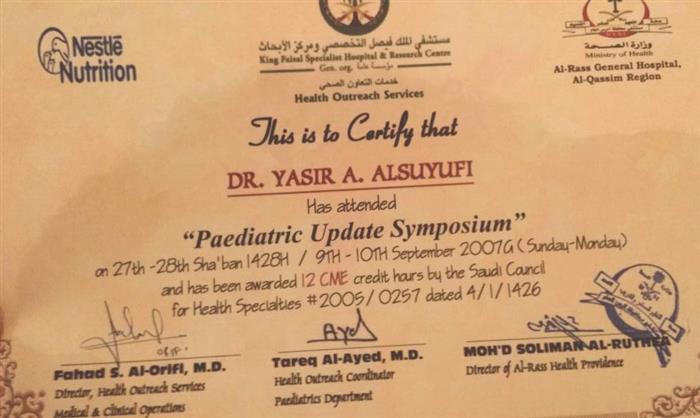 Nestlē
Nutrition
مستشفى الملك فيصل التخصصي ومركز الأبحاث
King Faisal Specialist Hospital & Research Centre
Gen. org. مؤسسة عامة
خدمات التعاون الصحي
Health Outreach Services
وزارة الصحة
Al-Rass General Hospital,
Al-Qassim Region
This is to Certify that
DR. YASIR A. ALSUYUFI
Has attended
“Paediatric Update Symposium”
on 27th -28th Sha'ban 1428H / 9TH - 10TH September 2007G (Sunday-Monday)
and has been awarded 12 CME credit hours by the Saudi Council
for Health Specialties #2005/0257 dated 4/1/1426
Fahad S. Al-Orifi, M.D.
Director, Health Outreach Services
Medical & Clinical Operations
Tareq Al-Ayed, M.D.
Health Outreach Coordinator
Paediatrics Department
MOH'D SOLIMAN AL-RUTHEA
Director of Al-Rass Health Providence